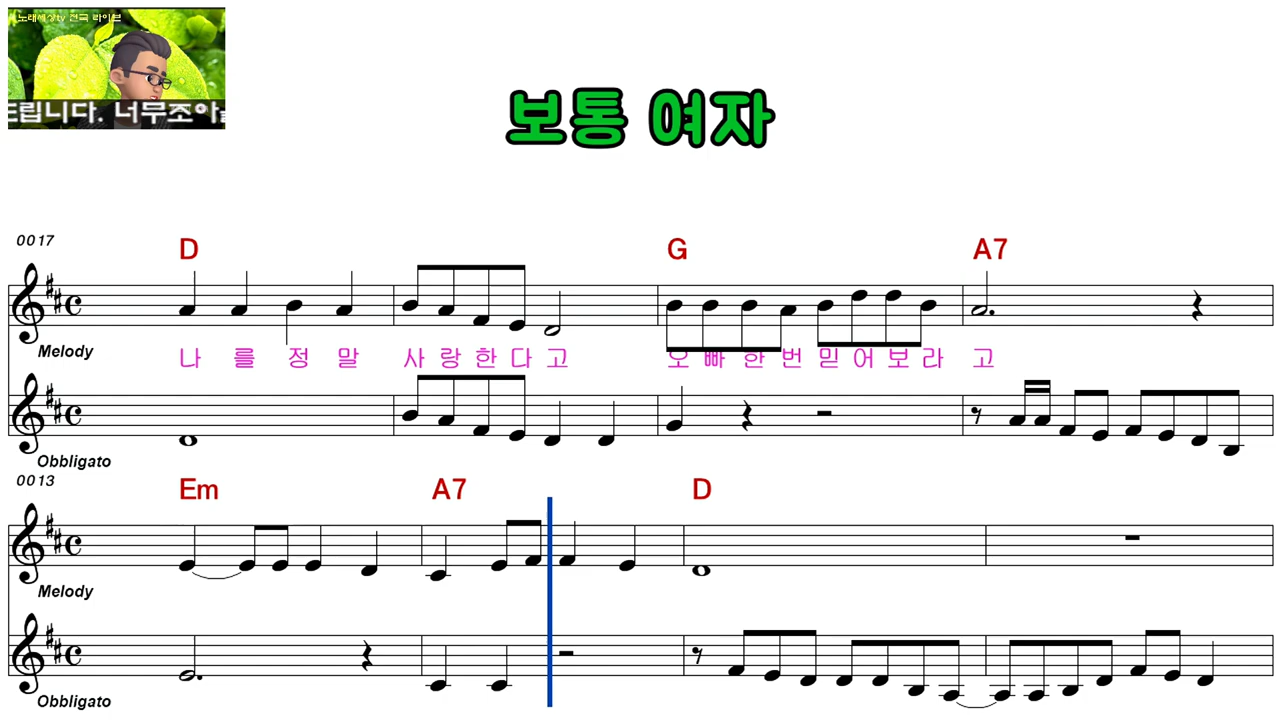 노래세상tv 전국 라이브
드립니다. 너무조아
보통 여자
0017
D G A7
Melody
나 를 정 말 사 랑 한 다 고 오 빠 한 번 믿 어 보 라 고
Obbligato
0013
Em A7 D
Melody
Obbligato